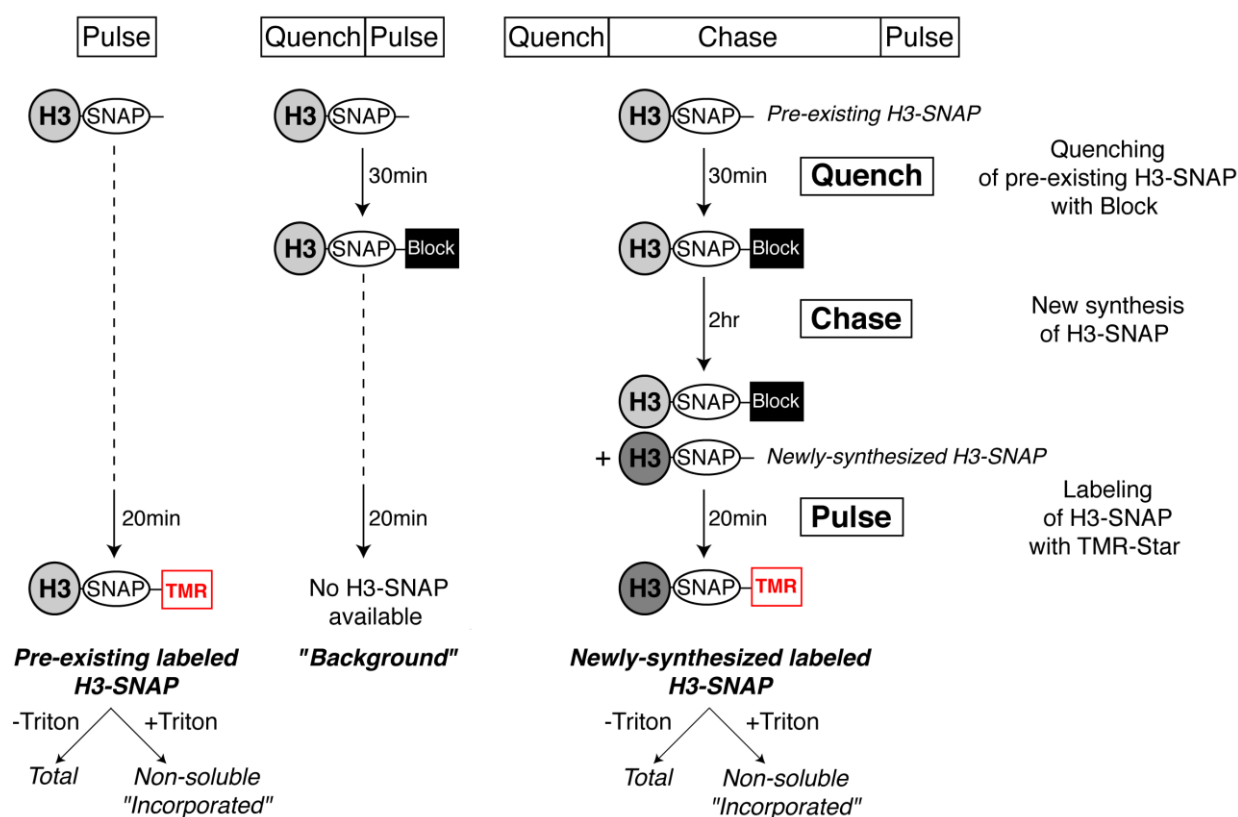 Pulse
Quench Pulse
Quench Chase Pulse
H3 SNAP
H3 SNAP
H3 SNAP Pre-existing H3-SNAP
30min
30min
Quench
Quenching
of pre-existing H3-SNAP
with Block
H3 SNAP Block
H3 SNAP Block
2hr
Chase
New synthesis
of H3-SNAP
H3 SNAP Block
+ H3 SNAP Newly-synthesized H3-SNAP
20min
20min
20min
Pulse
Labeling
of H3-SNAP
with TMR-Star
H3 SNAP TMR
No H3-SNAP
available
H3 SNAP TMR
Pre-existing labeled
H3-SNAP
"Background"
Newly-synthesized labeled
H3-SNAP
-Triton +Triton
Total
Non-soluble
"Incorporated"
-Triton +Triton
Total
Non-soluble
"Incorporated"